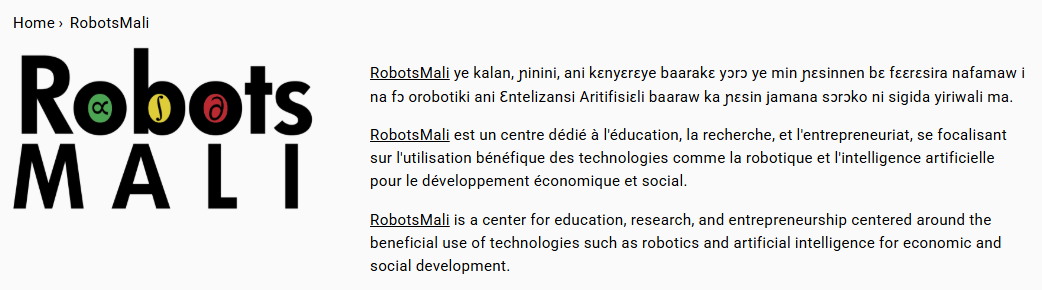 Home › RobotsMali
Robots
MALI
RobotsMali ye kalan, ɲinini, ani kɛnyɛrɛye baarakɛ yɔrɔ ye min ɲɛsinnen bɛ fɛɛrɛsira nafamaw i
na fɔ orobotiki ani Ɛntelizansi Aritifisiɛli baaraw ka ɲɛsin jamana sɔrɔko ni sigida yiriwali ma.
RobotsMali est un centre dédié à l'éducation, la recherche, et l'entrepreneuriat, se focalisant
sur l'utilisation bénéfique des technologies comme la robotique et l'intelligence artificielle
pour le développement économique et social.
RobotsMali is a center for education, research, and entrepreneurship centered around the
beneficial use of technologies such as robotics and artificial intelligence for economic and
social development.